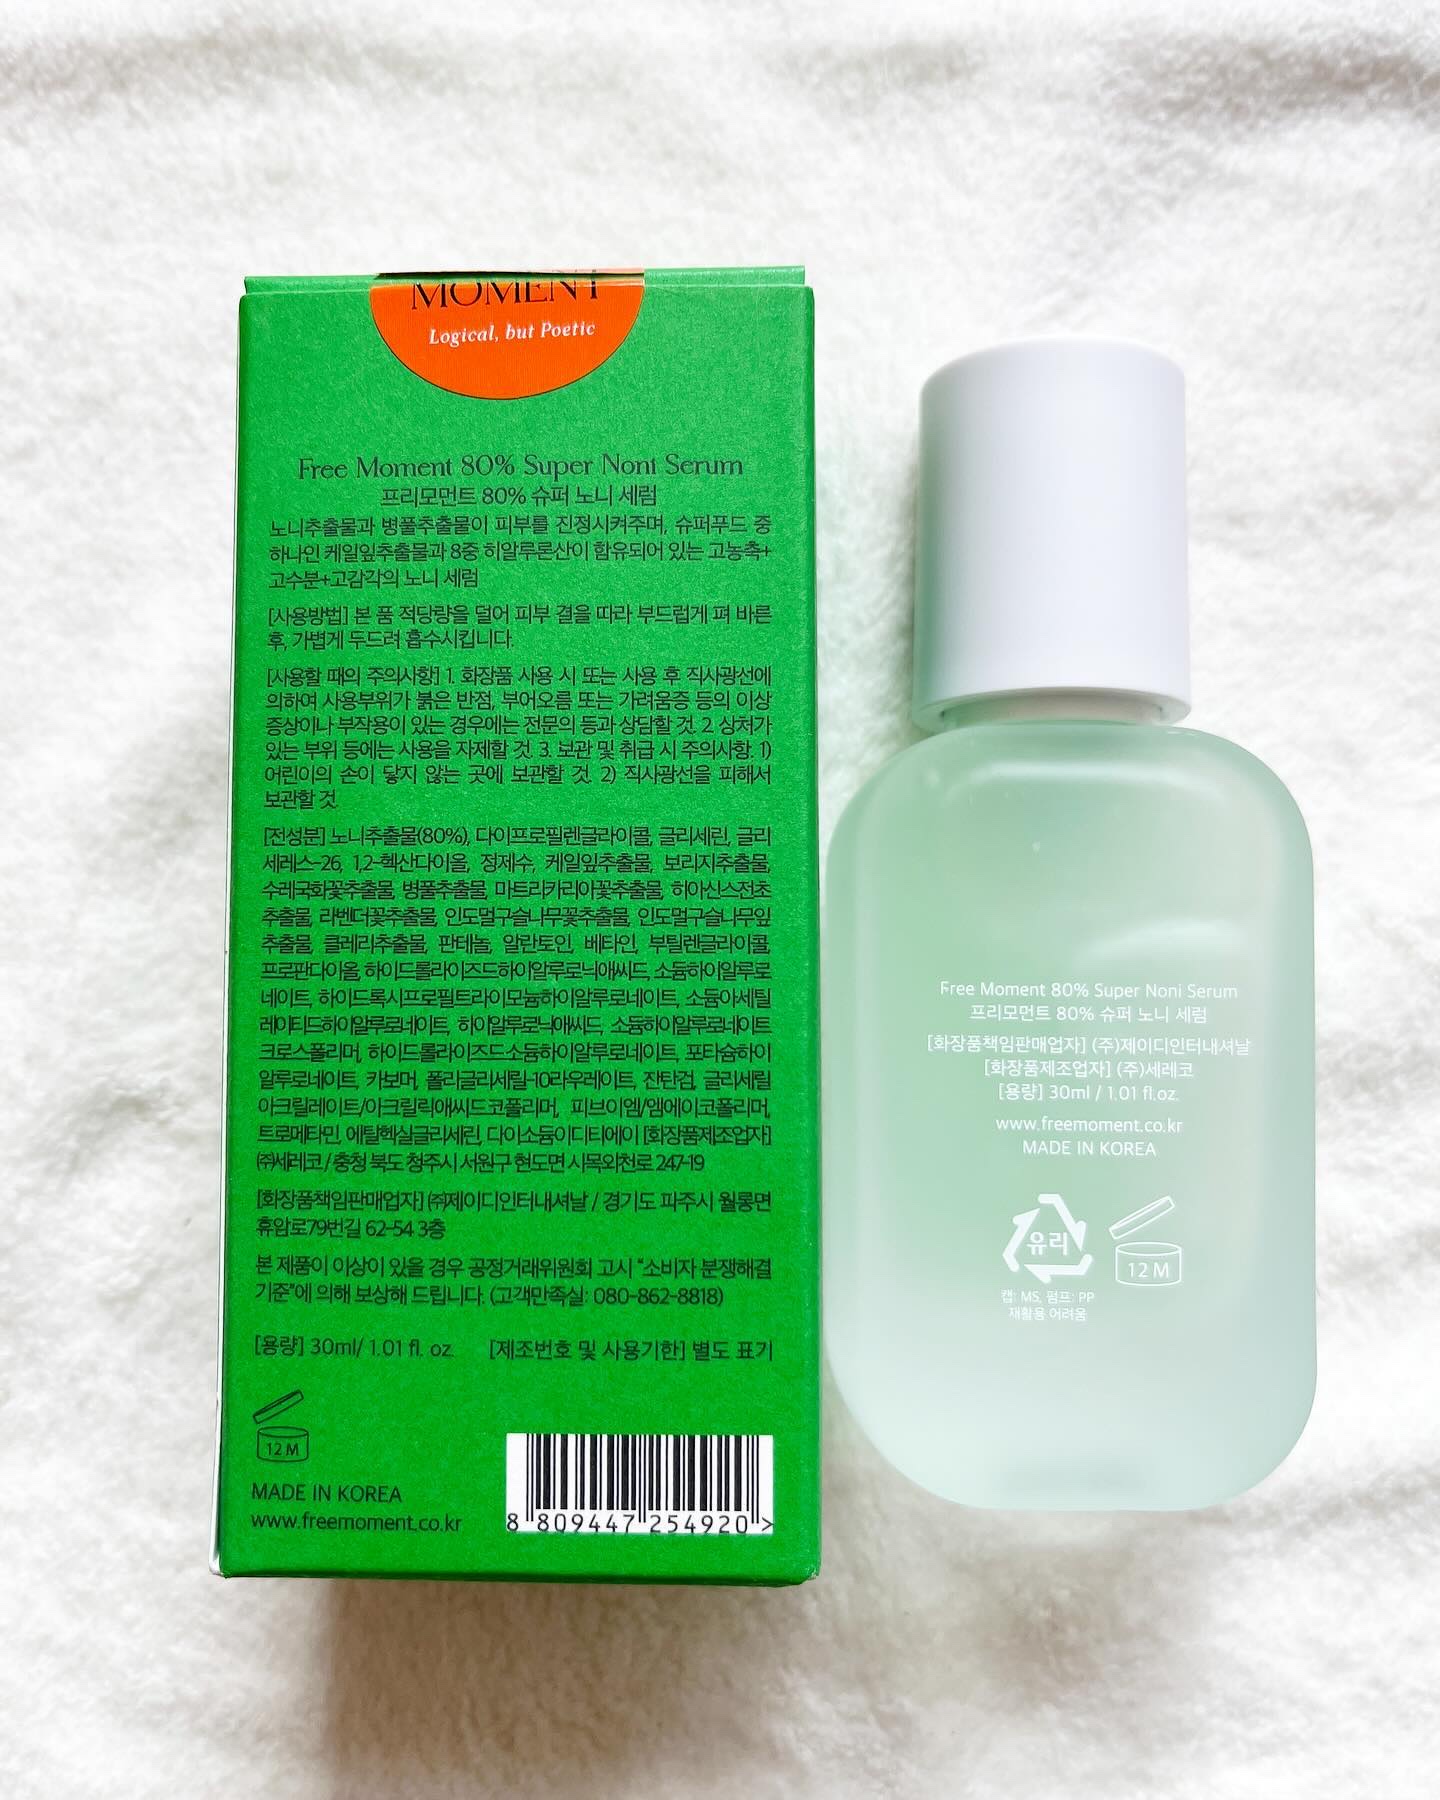 MOMENT
Logical, but Poetic
Free Moment 80% Super Noni Serum
프리모먼트 80% 슈퍼 노니 세럼
노니추출물과 병풀추출물이 피부를 진정시켜주며, 슈퍼푸드 중
하나인 케일잎추출물과 8중 히알루론산이 함유되어 있는 고농축+
고수분+고감각의 노니 세럼
[사용방법] 본 품 적당량을 덜어 피부 결을 따라 부드럽게 펴 바른
후, 가볍게 두드려 흡수시킵니다.
[사용할 때의 주의사항] 1. 화장품 사용 시 또는 사용 후 직사광선에
의하여 사용부위가 붉은 반점, 부어오름 또는 가려움증 등의 이상
증상이나 부작용이 있는 경우에는 전문의 등과 상담할 것. 2. 상처가
있는 부위 등에는 사용을 자제할 것. 3. 보관 및 취급 시 주의사항. 1)
어린이의 손이 닿지 않는 곳에 보관할 것. 2) 직사광선을 피해서
보관할 것.
[전성분] 노니추출물(80%), 다이프로필렌글라이콜, 글리세린, 글리
세레스-26, 1,2-헥산다이올, 정제수, 케일잎추출물, 보리지추출물,
수레국화꽃추출물, 병풀추출물, 마트리카리아꽃추출물, 히아신스전초
추출물, 라벤더꽃추출물, 인도멀구슬나무꽃추출물, 인도멀구슬나무잎
추출물, 클레리추출물, 판테놀, 알란토인, 베타인, 부틸렌글라이콜,
프로판다이올, 하이드롤라이즈드하이알루로닉애씨드, 소듐하이알루로
네이트, 하이드록시프로필트라이모늄하이알루로네이트, 소듐아세틸
레이티드하이알루로네이트, 하이알루로닉애씨드, 소듐하이알루로네이트
크로스폴리머, 하이드롤라이즈드소듐하이알루로네이트, 포타슘하이
알루로네이트, 카보머, 폴리글리세릴-10라우레이트, 잔탄검, 글리세릴
아크릴레이트/아크릴릭애씨드코폴리머, 피브이엠/엠에이코폴리머,
트로메타민, 에틸헥실글리세린, 다이소듐이디티에이 [화장품제조업자]
㈜세레코 / 충청 북도 청주시 서원구 현도면 시목외천로 247-19
[화장품책임판매업자] ㈜제이디인터내셔날 / 경기도 파주시 월롱면
휴암로79번길 62-54 3층
본 제품이 이상이 있을 경우 공정거래위원회 고시 "소비자 분쟁해결
기준"에 의해 보상해 드립니다. (고객만족실: 080-862-8818)
[용량] 30ml/ 1.01 fl. oz. [제조번호 및 사용기한] 별도 표기
12 M
MADE IN KOREA
www.freemoment.co.kr
8 809447 254920 >
Free Moment 80% Super Noni Serum
프리모먼트 80% 슈퍼 노니 세럼
[화장품책임판매업자] (주)제이디인터내셔날
[화장품제조업자] (주)세레코
[용량] 30ml / 1.01 fl.oz.
www.freemoment.co.kr
MADE IN KOREA
유리
12 M
캡: MS, 펌프: PP
재활용 어려움